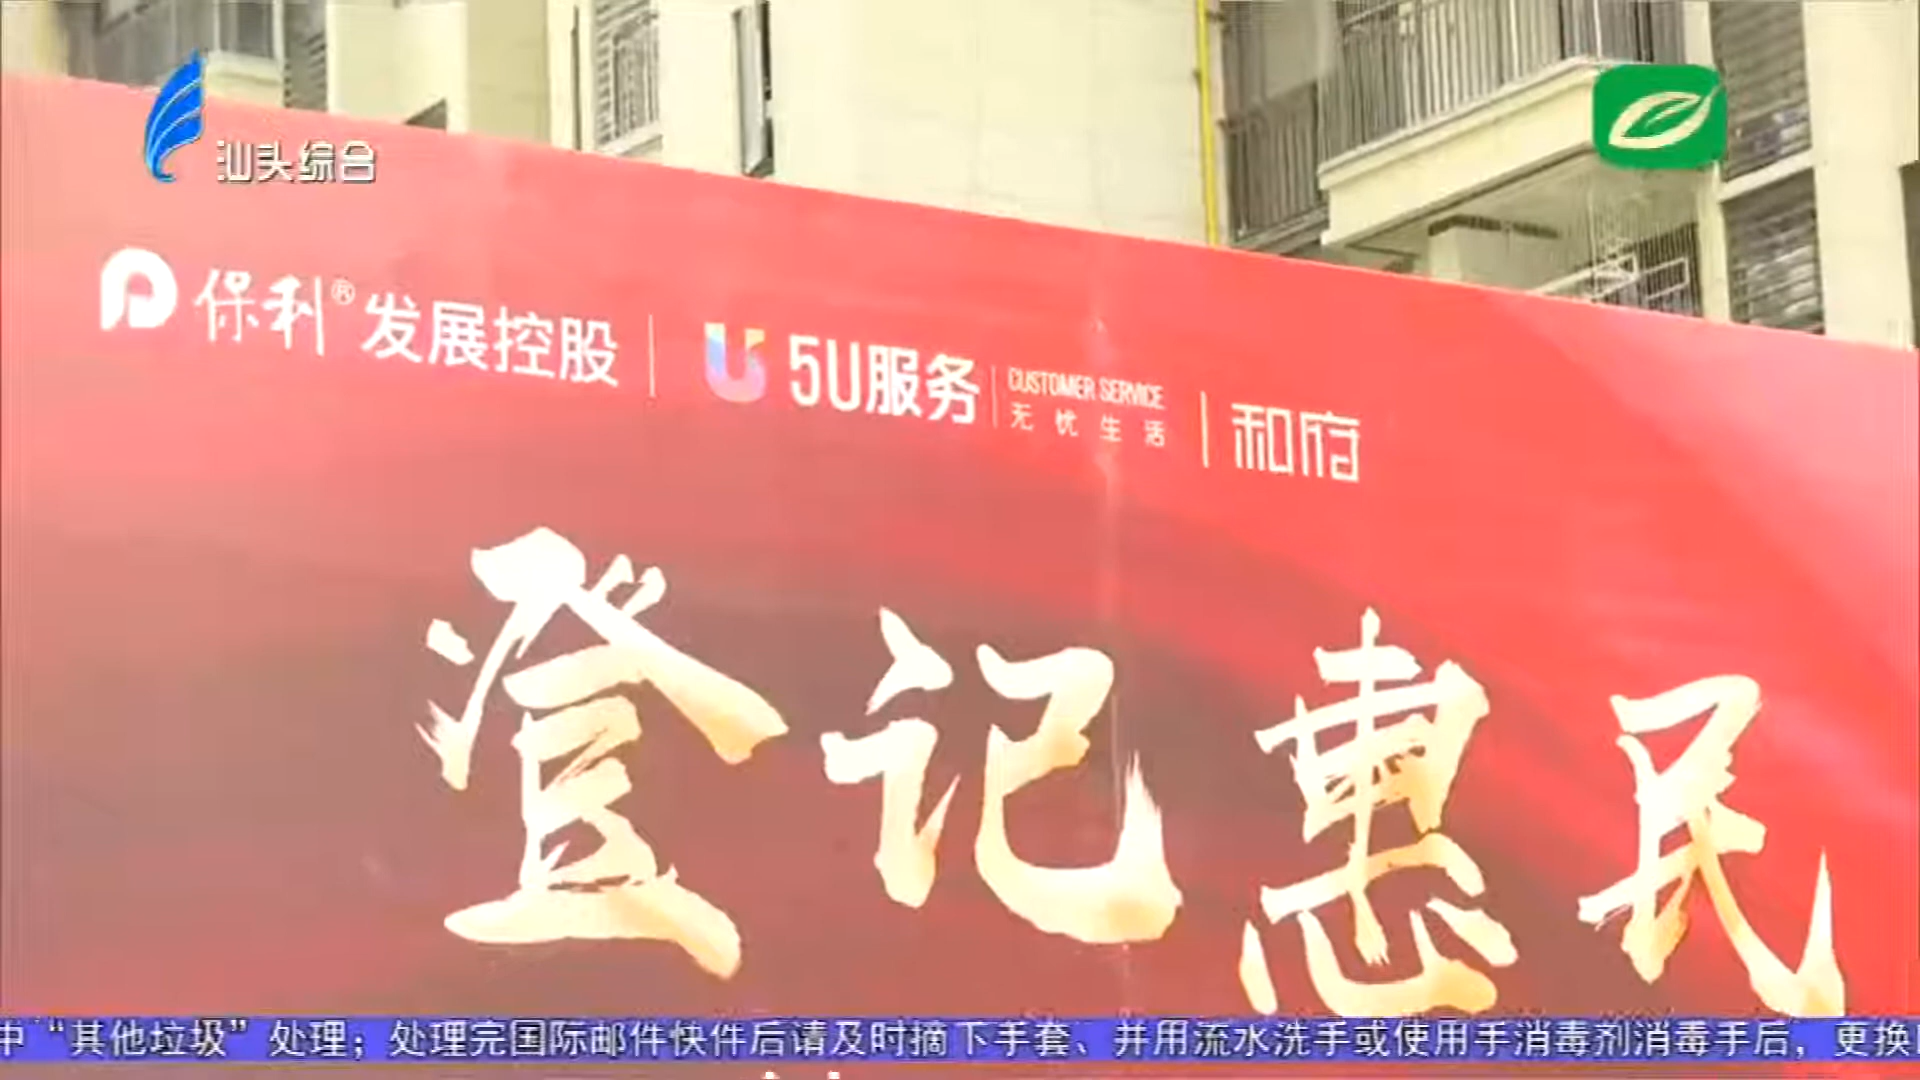 汕头综合
保利® 发展控股 5U服务 CUSTOMER SERVICE 无忧生活 和府
登记惠民
“其他垃圾”处理；处理完国际邮件快件后请及时摘下手套、并用流水洗手或使用手消毒剂消毒手后，更换